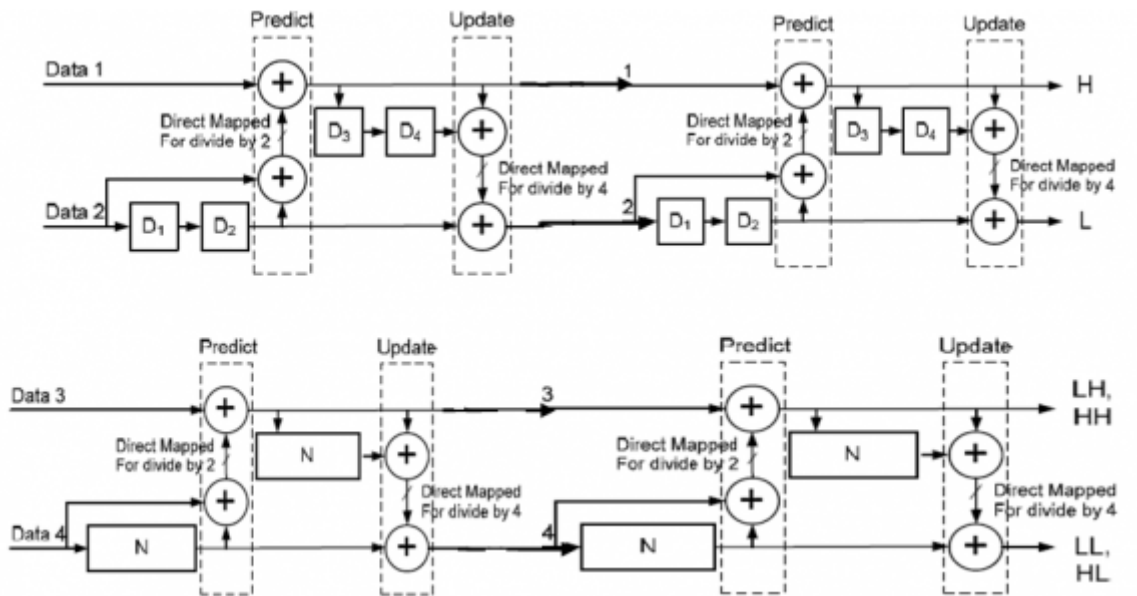 Predict
Update
Predict
Update
Data 1
1
H
Direct Mapped
For divide by 2
D3
D4
Direct Mapped
For divide by 4
Direct Mapped
For divide by 2
D3
D4
Direct Mapped
For divide by 4
Data 2
D1
D2
2
D1
D2
L
Predict
Update
Predict
Update
Data 3
3
LH,
HH
Direct Mapped
For divide by 2
N
Direct Mapped
For divide by 4
Direct Mapped
For divide by 2
N
Direct Mapped
For divide by 4
Data 4
N
4
N
LL,
HL